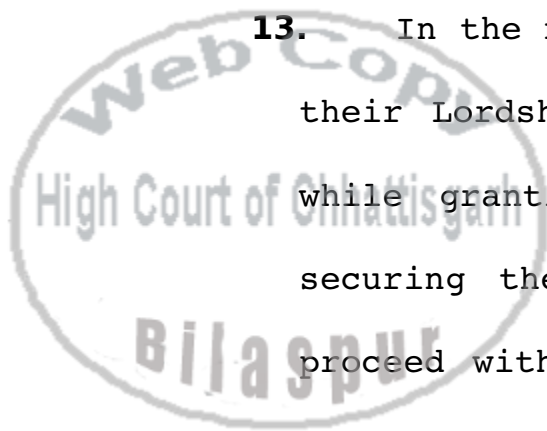 13. In the
their Lordsh
while grant
securing the
proceed with
Web Copy
High Court of Chhattisgarh
Bilaspur